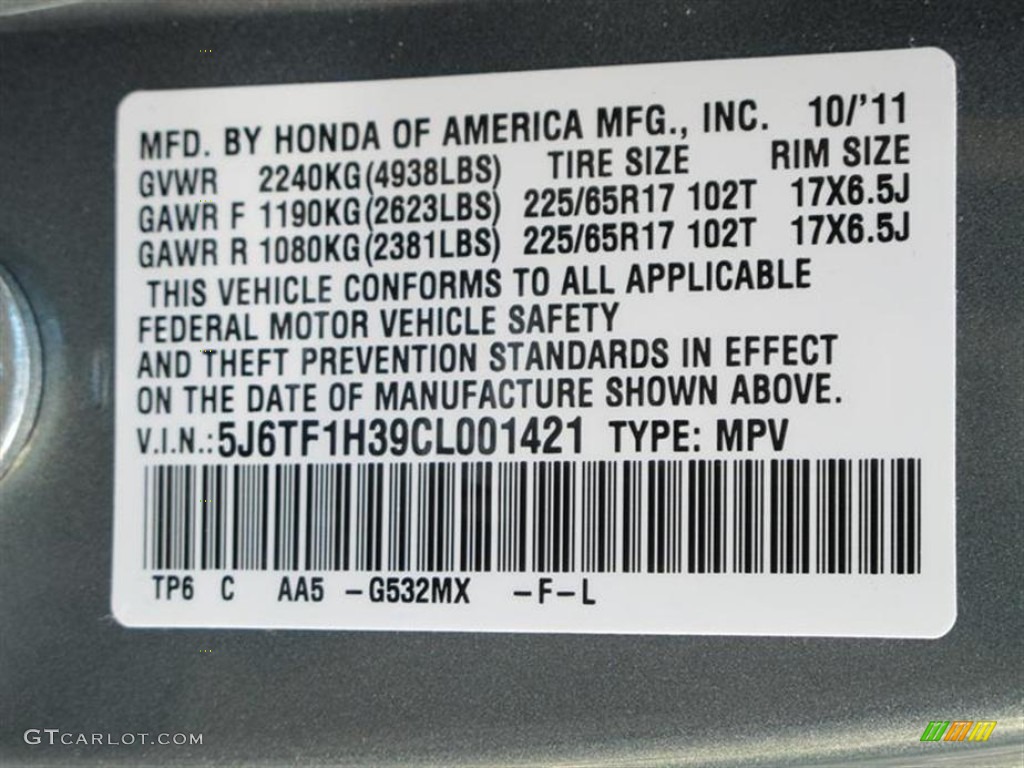 MFD. BY HONDA OF AMERICA MFG., INC. 10/'11
GVWR 2240KG(4938LBS) TIRE SIZE RIM SIZE
GAWR F 1190KG(2623LBS) 225/65R17 102T 17X6.5J
GAWR R 1080KG(2381LBS) 225/65R17 102T 17X6.5J
THIS VEHICLE CONFORMS TO ALL APPLICABLE
FEDERAL MOTOR VEHICLE SAFETY
AND THEFT PREVENTION STANDARDS IN EFFECT
ON THE DATE OF MANUFACTURE SHOWN ABOVE.
V.I.N.:5J6TF1H39CL001421 TYPE: MPV
TP6 C AA5 -G532MX -F-L
GTCARLOT.COM